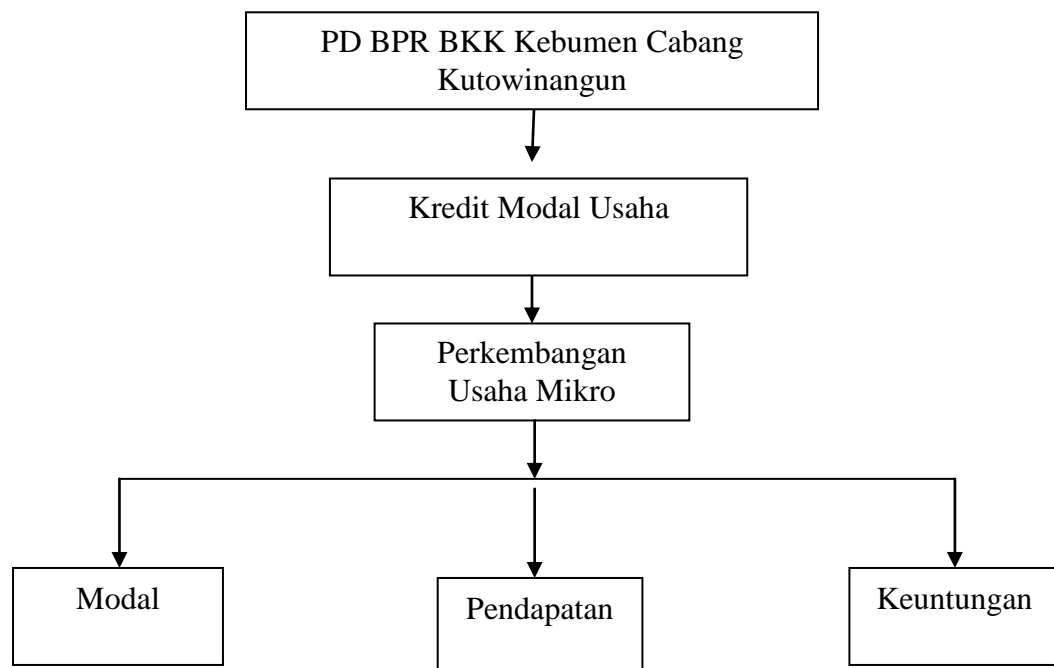 PD BPR BKK Kebumen Cabang
Kutowinangun
Kredit Modal Usaha
Perkembangan
Usaha Mikro
Modal
Pendapatan
Keuntungan